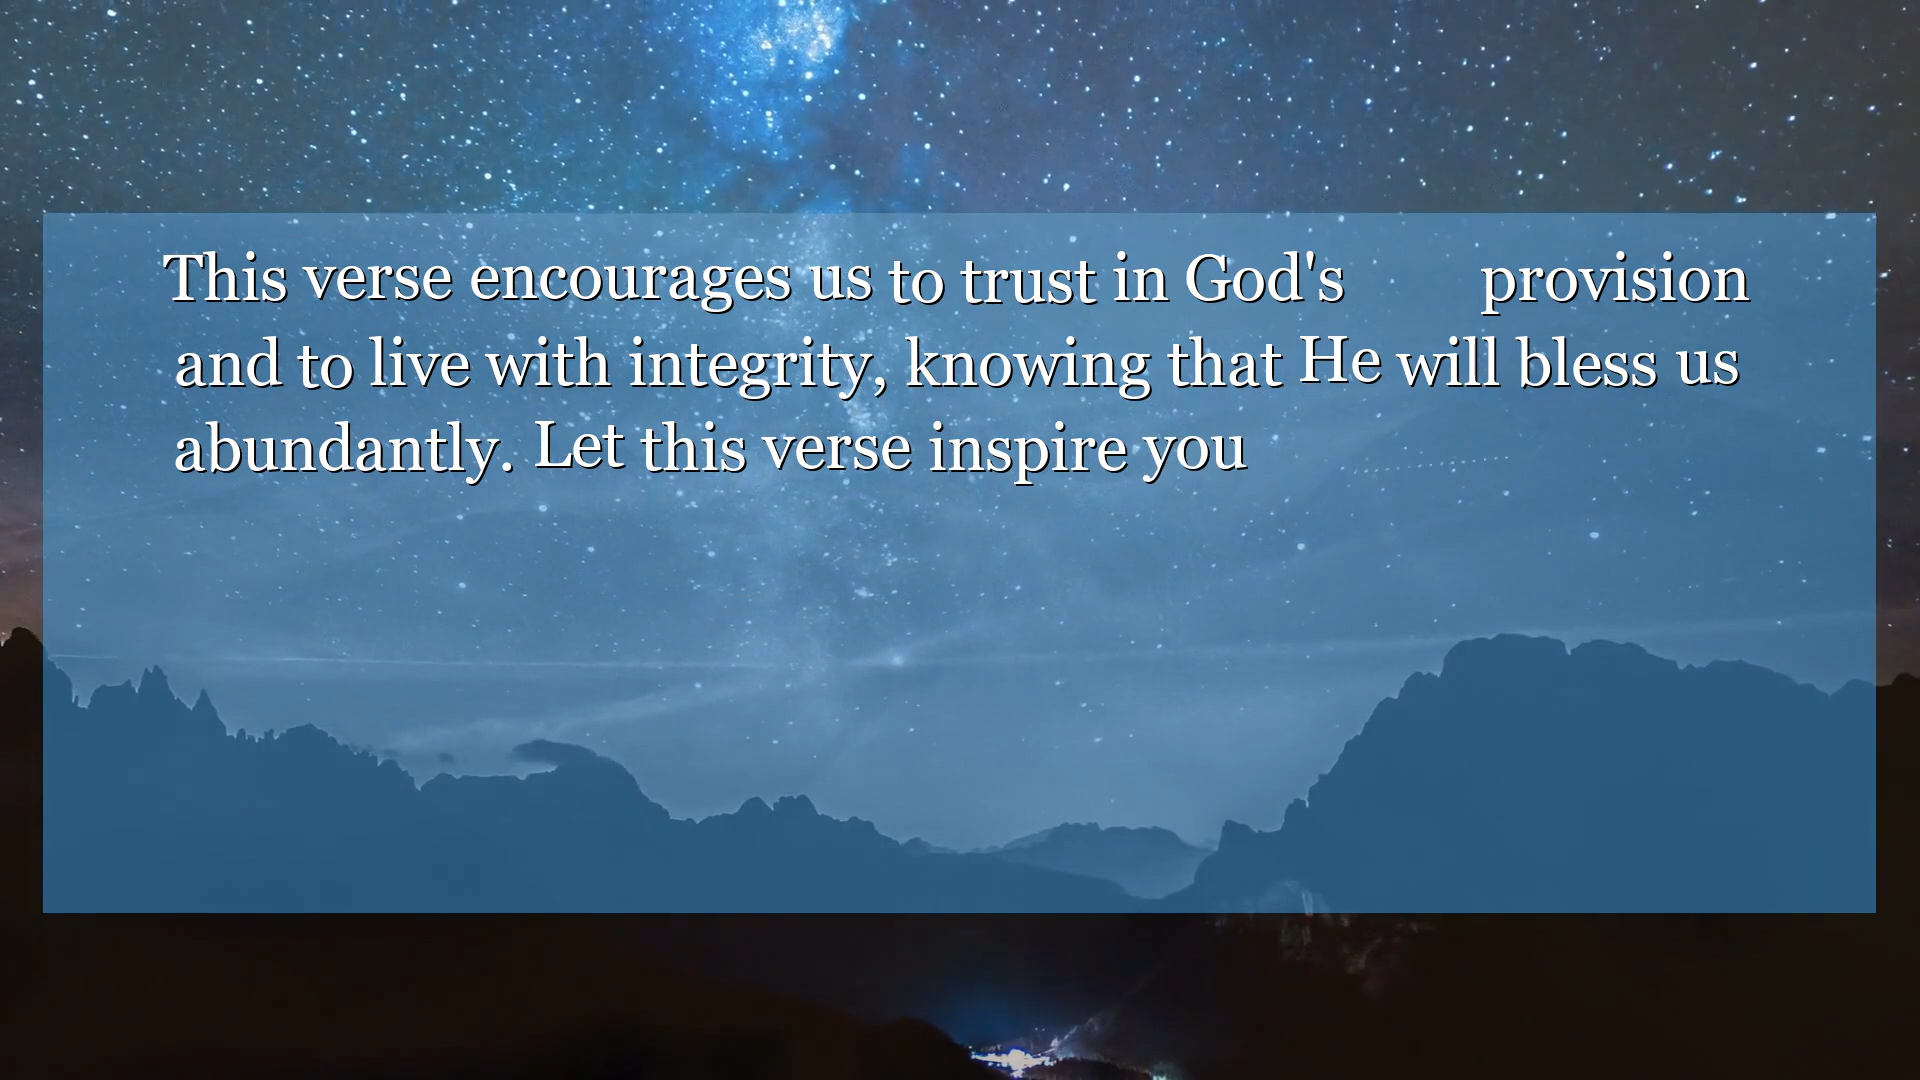 This verse encourages us to trust in God's provision
and to live with integrity, knowing that He will bless us
abundantly. Let this verse inspire you